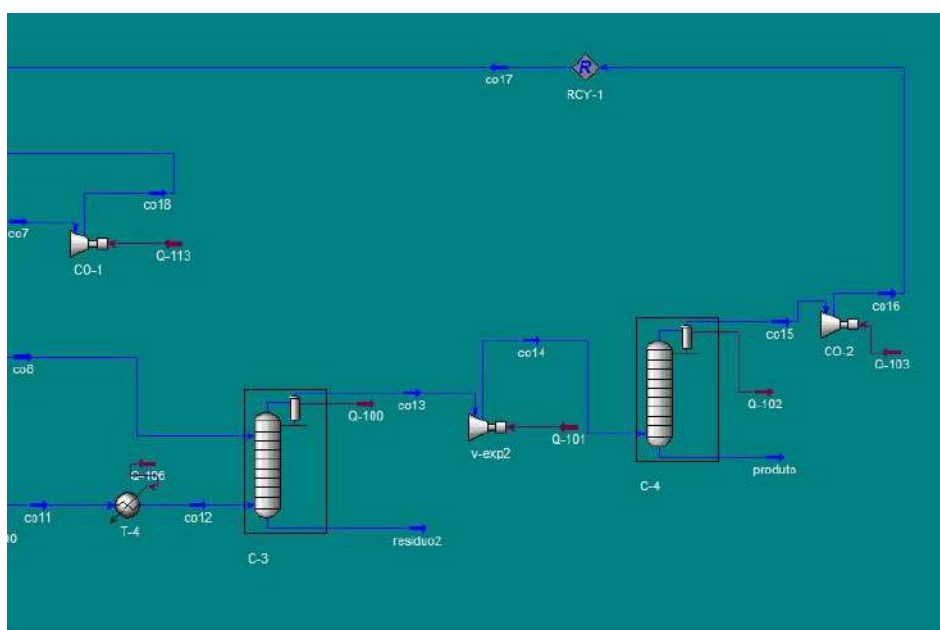 co17
R
RCY-1
co18
co7
Q-113
CO-1
co16
co15
CO-2
Q-103
co14
co8
Q-102
co13
Q-100
v-exp2
Q-101
produto
C-4
Q-106
co11
co12
T-4
residuo2
C-3